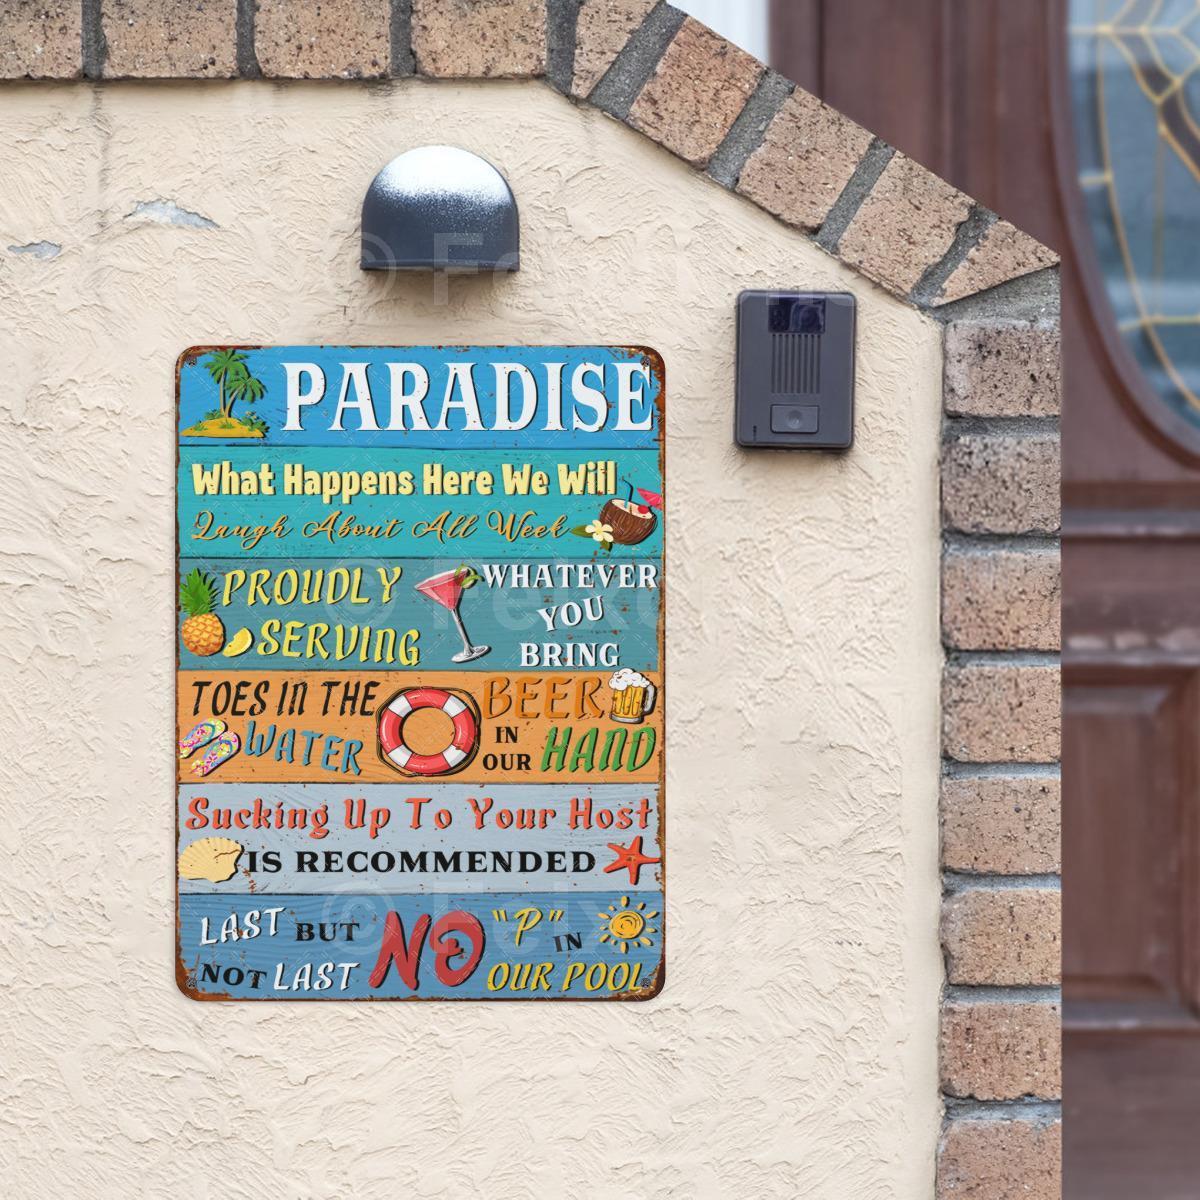 PARADISE
What Happens Here We Will
Laugh About All Week
PROUDLY SERVING
WHATEVER YOU BRING
TOES IN THE WATER
BEER IN OUR HAND
Sucking Up To Your Host
IS RECOMMENDED
LAST BUT NOT LAST
NO
"P" IN OUR POOL